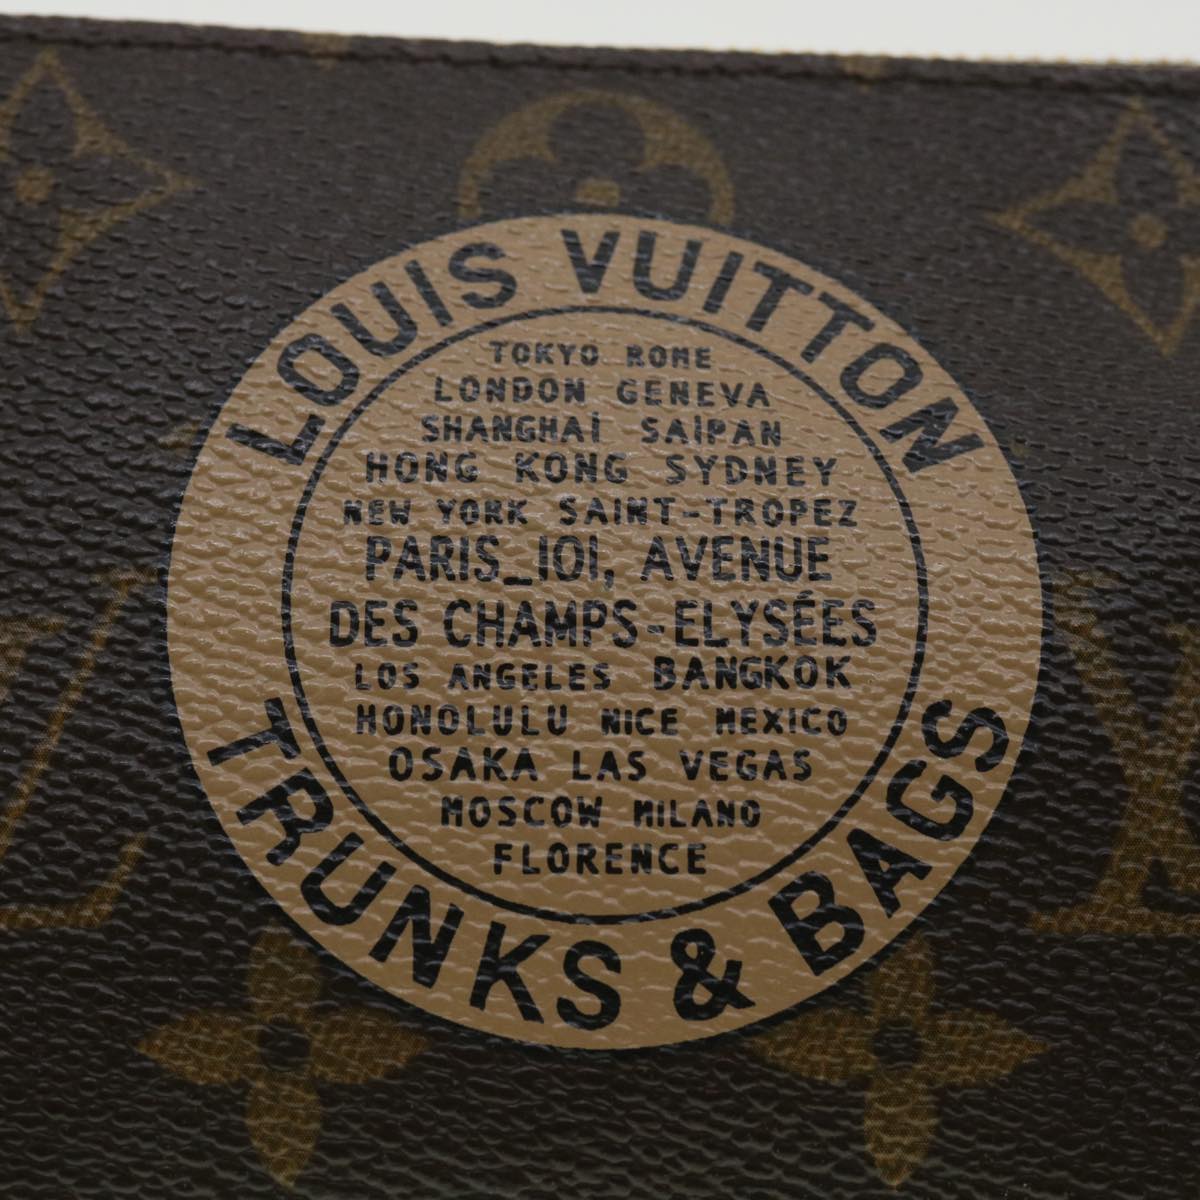 LOUIS VUITTON
TOKYO ROME
LONDON GENEVA
SHANGHAI SAIPAN
HONG KONG SYDNEY
NEW YORK SAINT-TROPEZ
PARIS_101, AVENUE
DES CHAMPS-ELYSÉES
LOS ANGELES BANGKOK
HONOLULU NICE MEXICO
OSAKA LAS VEGAS
MOSCOW MILANO
FLORENCE
TRUNKS & BAGS